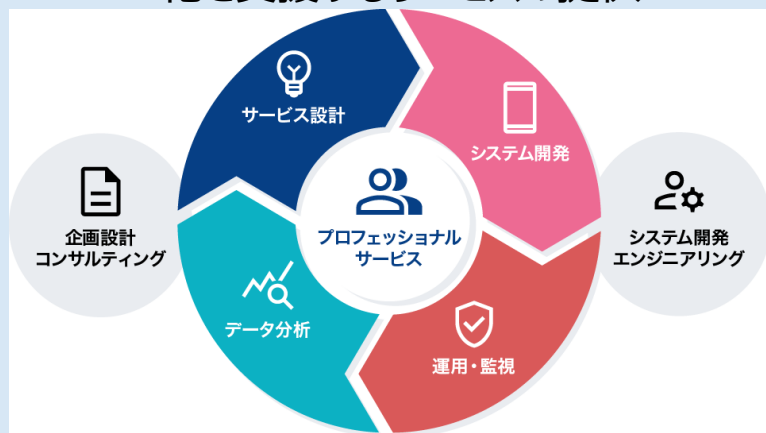 サービス設計
システム開発
企画設計
コンサルティング
プロフェッショナル
サービス
システム開発
エンジニアリング
データ分析
運用・監視